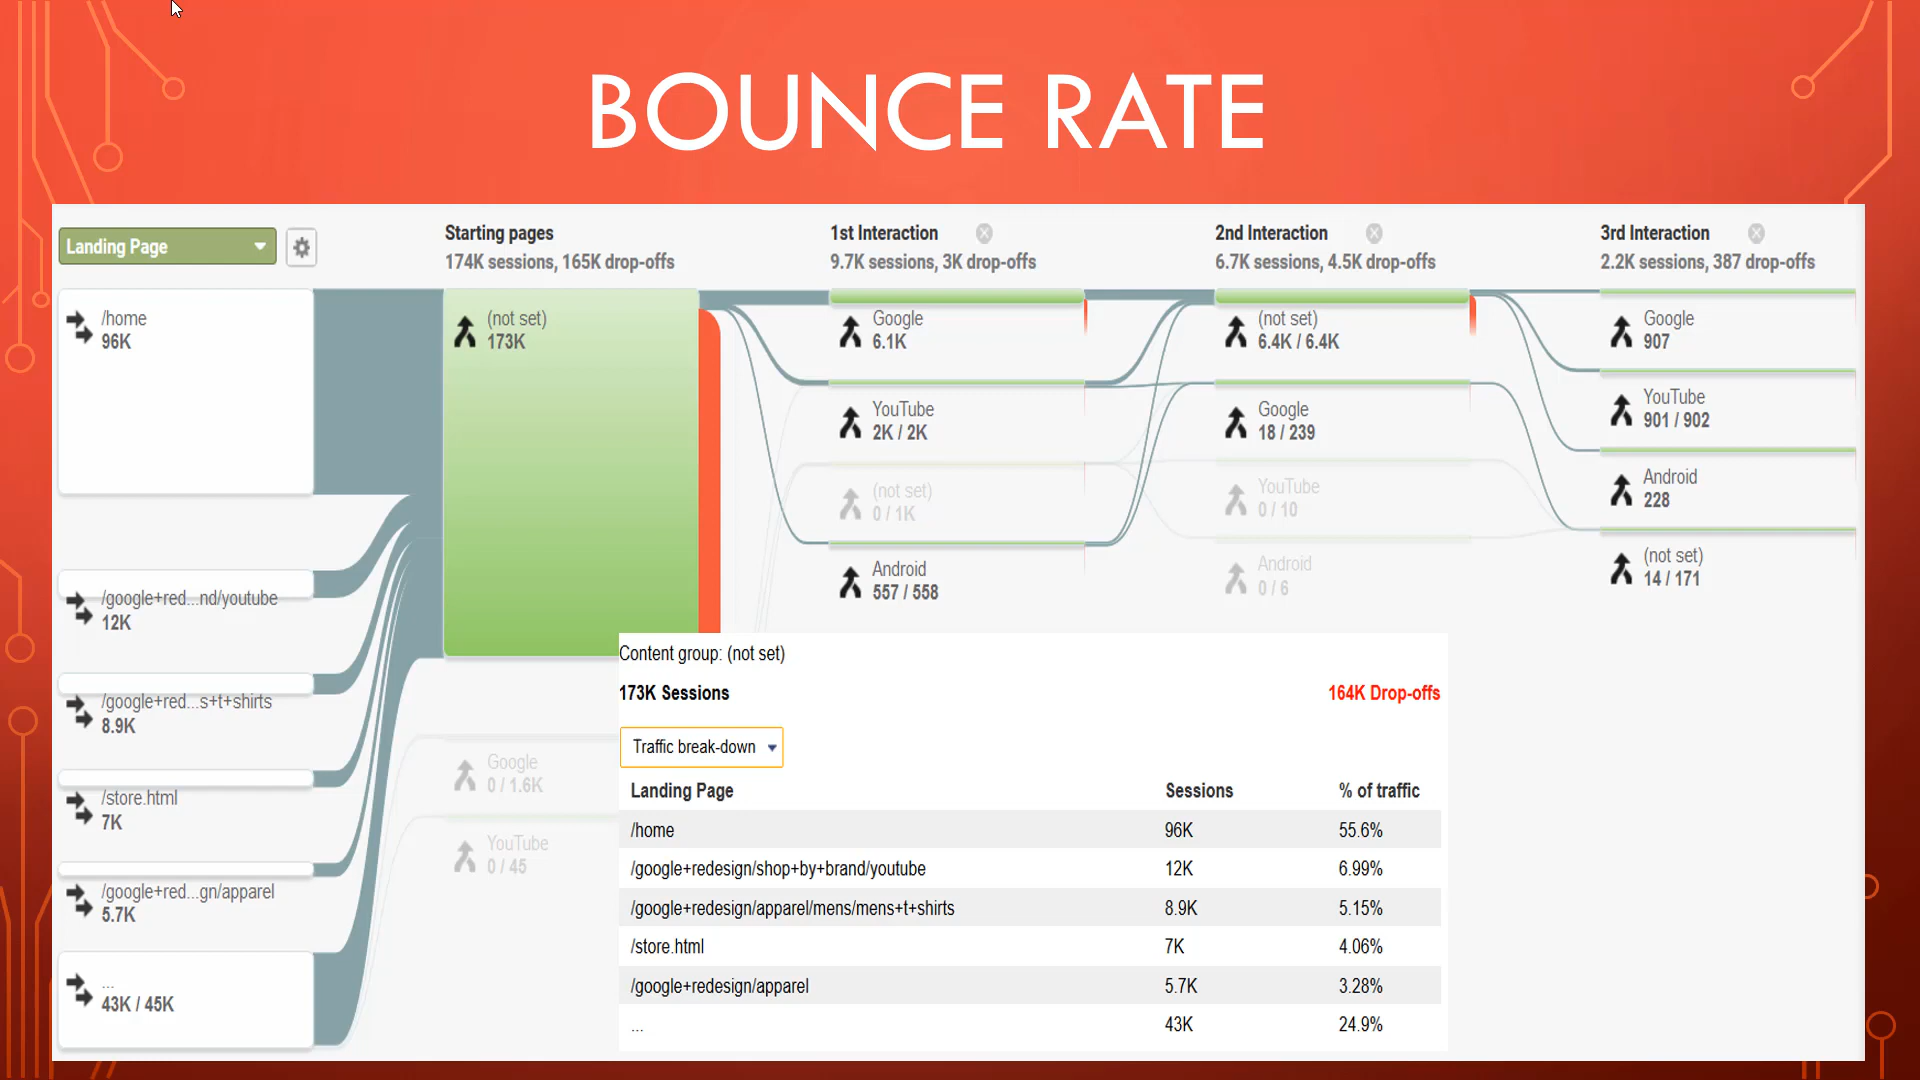 BOUNCE RATE
Landing Page
Starting pages
174K sessions, 165K drop-offs
1st Interaction
9.7K sessions, 3K drop-offs
2nd Interaction
6.7K sessions, 4.5K drop-offs
3rd Interaction
2.2K sessions, 387 drop-offs
/home
96K
/google+red...nd/youtube
12K
/google+red...s+t+shirts
8.9K
/store.html
7K
/google+red...gn/apparel
5.7K
...
43K / 45K
(not set)
173K
Google
0 / 1.6K
YouTube
0 / 45
Google
6.1K
YouTube
2K / 2K
(not set)
0 / 1K
Android
557 / 558
(not set)
6.4K / 6.4K
Google
18 / 239
YouTube
0 / 10
Android
0 / 6
Google
907
YouTube
901 / 902
Android
228
(not set)
14 / 171
Content group: (not set)
173K Sessions 164K Drop-offs
Traffic break-down
Landing Page Sessions % of traffic
/home 96K 55.6%
/google+redesign/shop+by+brand/youtube 12K 6.99%
/google+redesign/apparel/mens/mens+t+shirts 8.9K 5.15%
/store.html 7K 4.06%
/google+redesign/apparel 5.7K 3.28%
... 43K 24.9%